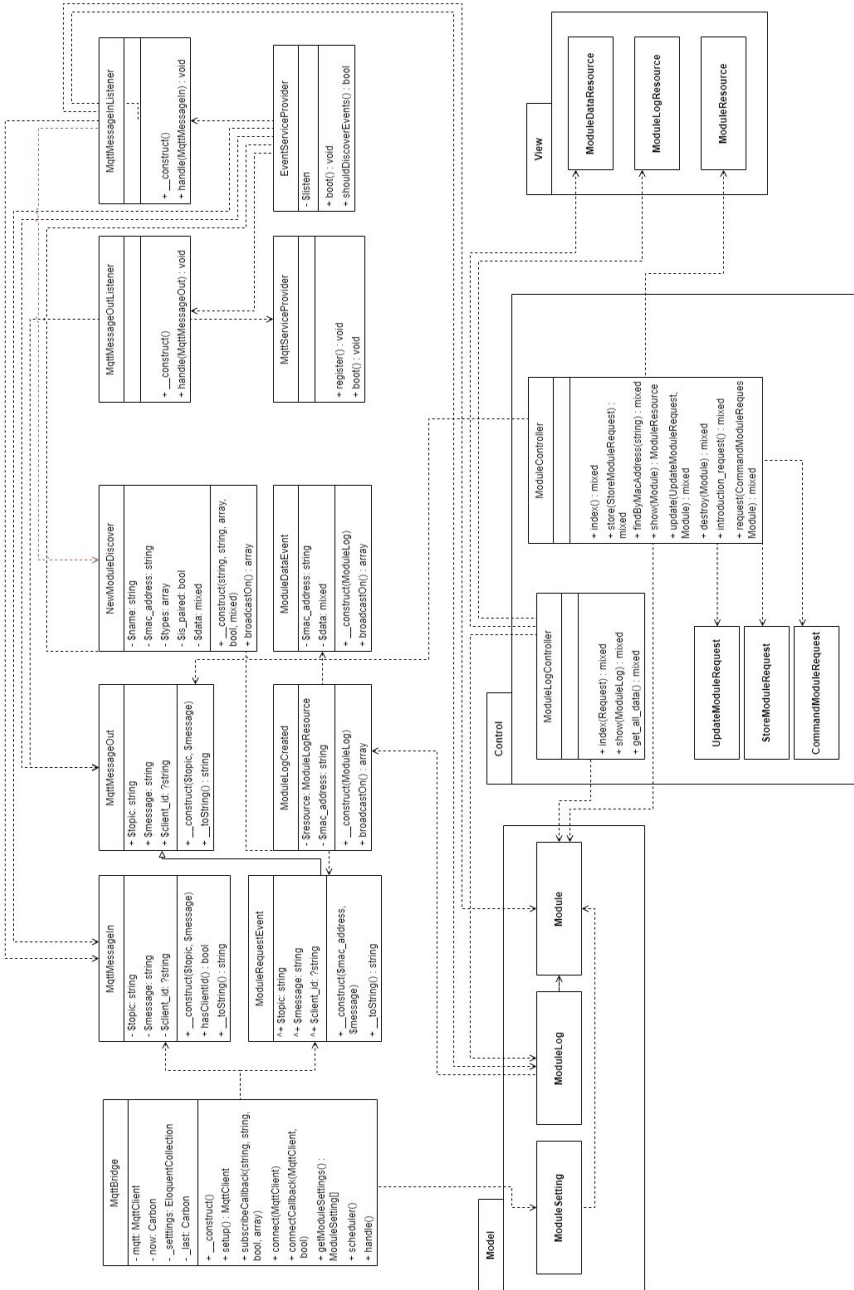 MqttBridge
- mqtt: MqttClient
- now: Carbon
- _setttings: EloquentCollection
- _last: Carbon
+ __construct()
+ setup() : MqttClient
+ subscribeCallback(string, string,
bool, array)
+ connect(MqttClient)
+ connectCallback(MqttClient,
bool)
+ getModuleSettings() :
ModuleSetting[]
+ scheduler()
+ handle()
MqttMessageIn
- $topic: string
- $message: string
- $client_id: ?string
+ __construct($topic, $message)
+ hasClientId() : bool
+ __toString() : string
ModuleRequestEvent
^+ $topic: string
^+ $message: string
^+ $client_id: ?string
+ __construct($mac_address,
$message)
+ __toString() : string
MqttMessageOut
+ $topic: string
+ $message: string
+ $client_id: ?string
+ __construct($topic, $message)
+ __toString() : string
ModuleLogCreated
- $resource: ModuleLogResource
- $mac_address: string
+ __construct(ModuleLog)
+ broadcastOn() : array
NewModuleDiscover
- $name: string
- $mac_address: string
- $types: array
- $is_paired: bool
- $data: mixed
+ __construct(string, string, array,
bool, mixed)
+ broadcastOn() : array
ModuleDataEvent
- $mac_address: string
- $data: mixed
+ __construct(ModuleLog)
+ broadcastOn() : array
MqttMessageOutListener
+ __construct()
+ handle(MqttMessageOut) : void
MqttServiceProvider
+ register() : void
+ boot() : void
MqttMessageInListener
+ __construct()
+ handle(MqttMessageIn) : void
EventServiceProvider
- $listen
+ boot() : void
+ shouldDiscoverEvents() : bool
Model
ModuleSetting
ModuleLog
Module
Control
ModuleLogController
+ index(Request) : mixed
+ show(ModuleLog) : mixed
+ get_all_data() : mixed
UpdateModuleRequest
StoreModuleRequest
CommandModuleRequest
ModuleController
+ index() : mixed
+ store(StoreModuleRequest) :
mixed
+ findByMacAddress(string) : mixed
+ show(Module) : ModuleResource
+ update(UpdateModuleRequest,
Module) : mixed
+ destroy(Module) : mixed
+ introduction_request() : mixed
+ request(CommandModuleReques
Module) : mixed
View
ModuleDataResource
ModuleLogResource
ModuleResource